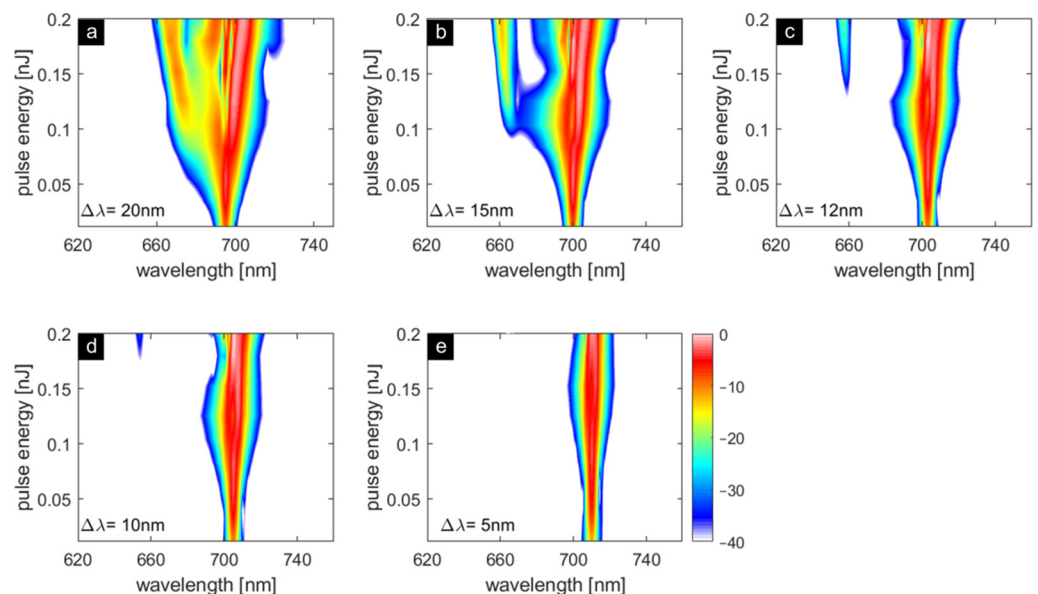 a
pulse energy [nJ]
0.2
0.15
0.1
0.05
Δλ= 20nm
620
660
700
740
wavelength [nm]
b
pulse energy [nJ]
0.2
0.15
0.1
0.05
Δλ= 15nm
620
660
700
740
wavelength [nm]
c
pulse energy [nJ]
0.2
0.15
0.1
0.05
Δλ= 12nm
620
660
700
740
wavelength [nm]
d
pulse energy [nJ]
0.2
0.15
0.1
0.05
Δλ= 10nm
620
660
700
740
wavelength [nm]
e
pulse energy [nJ]
0.2
0.15
0.1
0.05
Δλ= 5nm
620
660
700
740
wavelength [nm]
0
−10
−20
−30
−40